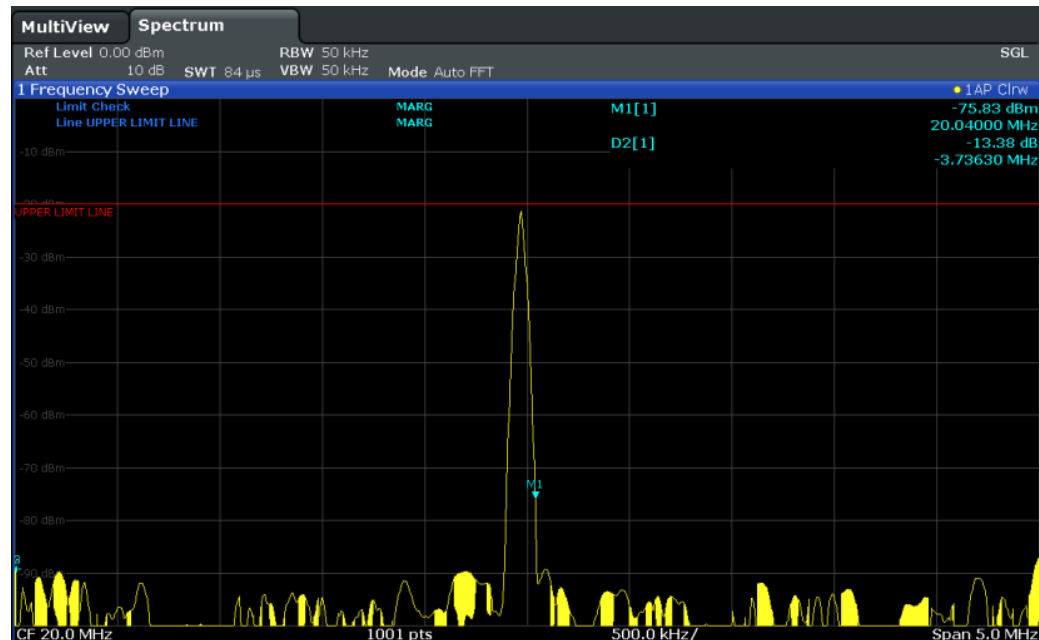 MultiView Spectrum
Ref Level 0.00 dBm RBW 50 kHz SGL
Att 10 dB SWT 84 µs VBW 50 kHz Mode Auto FFT
1 Frequency Sweep 1AP Clrw
Limit Check MARG M1[1] -75.83 dBm
Line UPPER LIMIT LINE MARG 20.04000 MHz
D2[1] -13.38 dB
-10 dBm -3.73630 MHz
-20 dBm
UPPER LIMIT LINE
-30 dBm
-40 dBm
-50 dBm
-60 dBm
-70 dBm
M1
-80 dBm
-90 dBm
CF 20.0 MHz 1001 pts 500.0 kHz/ Span 5.0 MHz